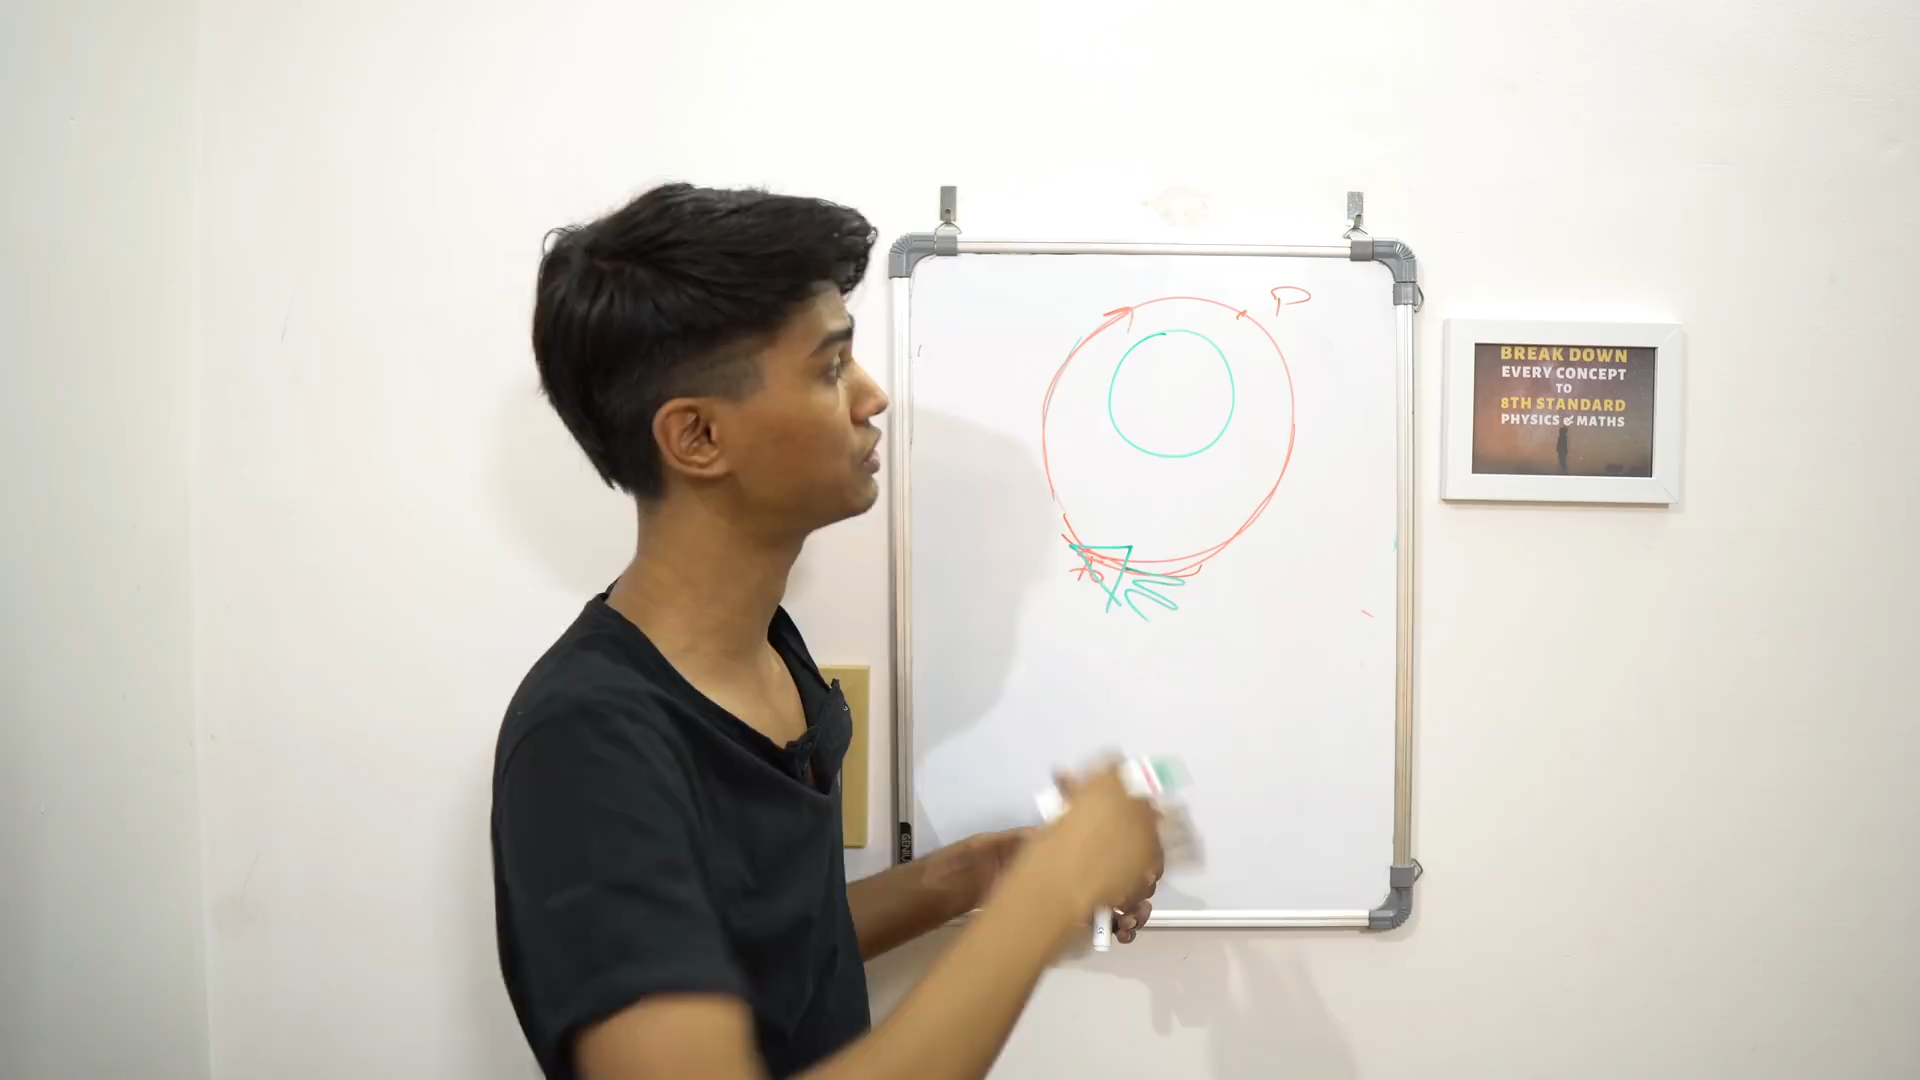 P
BREAK DOWN
EVERY CONCEPT
TO
8TH STANDARD
PHYSICS & MATHS